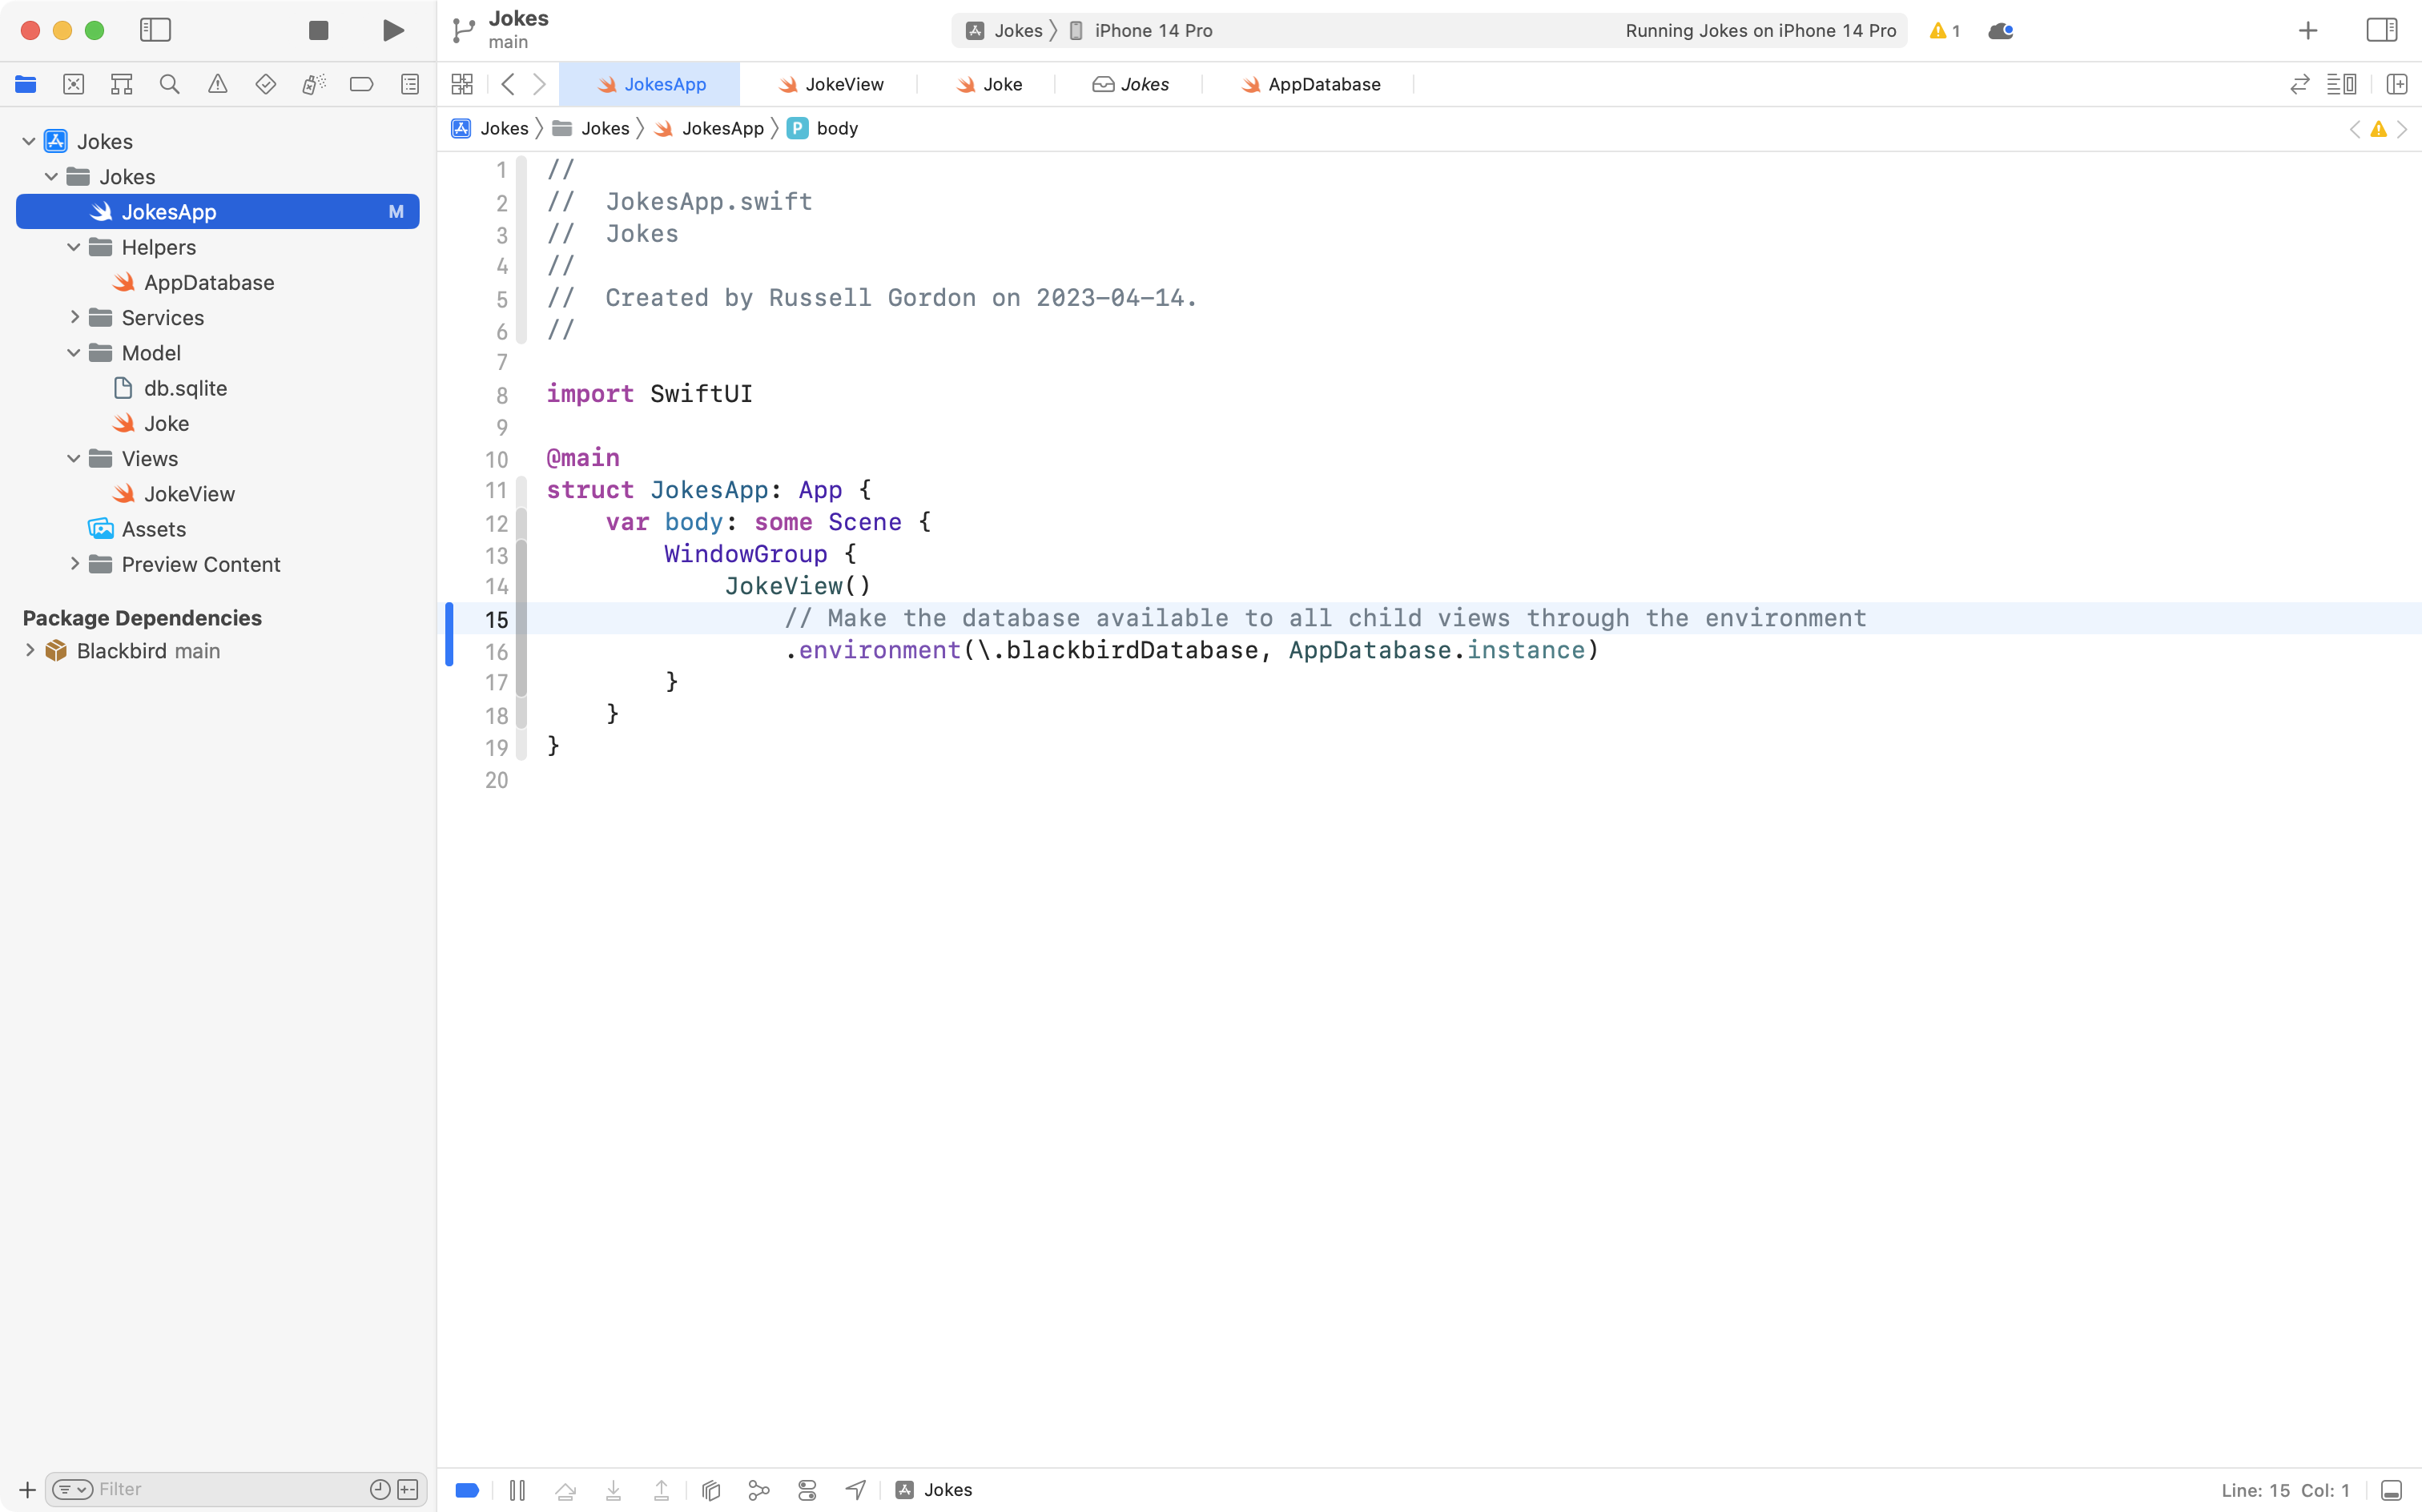 Jokes
main
Jokes
iPhone 14 Pro
Running Jokes on iPhone 14 Pro
1
JokesApp
JokeView
Joke
Jokes
AppDatabase
Jokes
Jokes
JokesApp
P
body
Jokes
Jokes
JokesApp M
Helpers
AppDatabase
Services
Model
db.sqlite
Joke
Views
JokeView
Assets
Preview Content
Package Dependencies
Blackbird main
1 //
2 //  JokesApp.swift
3 //  Jokes
4 //
5 //  Created by Russell Gordon on 2023-04-14.
6 //
7
8 import SwiftUI
9
10 @main
11 struct JokesApp: App {
12     var body: some Scene {
13         WindowGroup {
14             JokeView()
15                 // Make the database available to all child views through the environment
16                 .environment(\.blackbirdDatabase, AppDatabase.instance)
17         }
18     }
19 }
20
Filter
Jokes
Line: 15 Col: 1